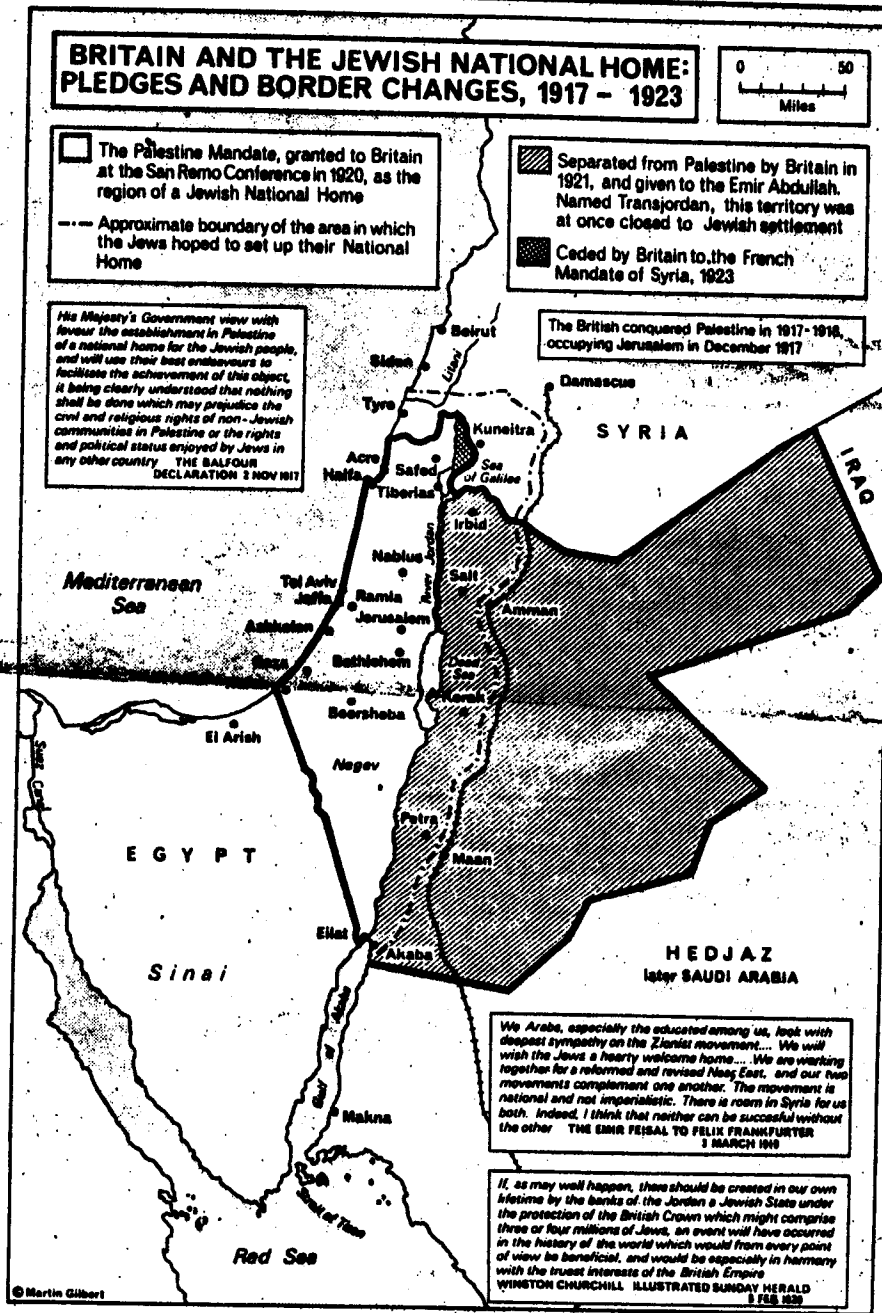 BRITAIN AND THE JEWISH NATIONAL HOME:
PLEDGES AND BORDER CHANGES, 1917 - 1923
0 50
Miles
The Palestine Mandate, granted to Britain
at the San Remo Conference in 1920, as the
region of a Jewish National Home
Approximate boundary of the area in which
the Jews hoped to set up their National
Home
Separated from Palestine by Britain in
1921, and given to the Emir Abdullah.
Named Transjordan, this territory was
at once closed to Jewish settlement
Ceded by Britain to the French
Mandate of Syria, 1923
His Majesty's Government view with
favour the establishment in Palestine
of a national home for the Jewish people,
and will use their best endeavours to
facilitate the achievement of this object,
it being clearly understood that nothing
shall be done which may prejudice the
civil and religious rights of non-Jewish
communities in Palestine or the rights
and political status enjoyed by Jews in
any other country THE BALFOUR
DECLARATION 2 NOV 1917
The British conquered Palestine in 1917-1918,
occupying Jerusalem in December 1917
Beirut
Sidon
Litani
Damascus
Tyre
Kuneitra
SYRIA
IRAQ
Acre
Haifa
Safed
Sea
of Galilee
Tiberias
Irbid
River Jordan
Nablus
Salt
Mediterranean
Sea
Tel Aviv
Jaffa
Ramla
Jerusalem
Amman
Ashkelon
Gaza
Bethlehem
Dead
Sea
Kerak
Beersheba
El Arish
Suez Canal
Negev
Petra
EGYPT
Maan
Eilat
Akaba
Sinai
HEDJAZ
later SAUDI ARABIA
Gulf of Akaba
Makna
We Arabs, especially the educated among us, look with
deepest sympathy on the Zionist movement.... We will
wish the Jews a hearty welcome home.... We are working
together for a reformed and revised Near East, and our two
movements complement one another. The movement is
national and not imperialistic. There is room in Syria for us
both. Indeed, I think that neither can be succesful without
the other THE EMIR FEISAL TO FELIX FRANKFURTER
3 MARCH 1919
Strait of Tiran
Red Sea
If, as may well happen, there should be created in our own
lifetime by the banks of the Jordan a Jewish State under
the protection of the British Crown which might comprise
three or four millions of Jews, an event will have occurred
in the history of the world which would from every point
of view be beneficial, and would be especially in harmony
with the truest interests of the British Empire
WINSTON CHURCHILL ILLUSTRATED SUNDAY HERALD
8 FEB 1920
© Martin Gilbert